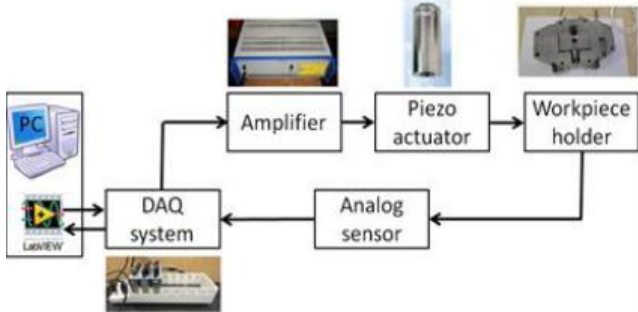 PC
LabVIEW
DAQ
system
Amplifier
Piezo
actuator
Workpiece
holder
Analog
sensor